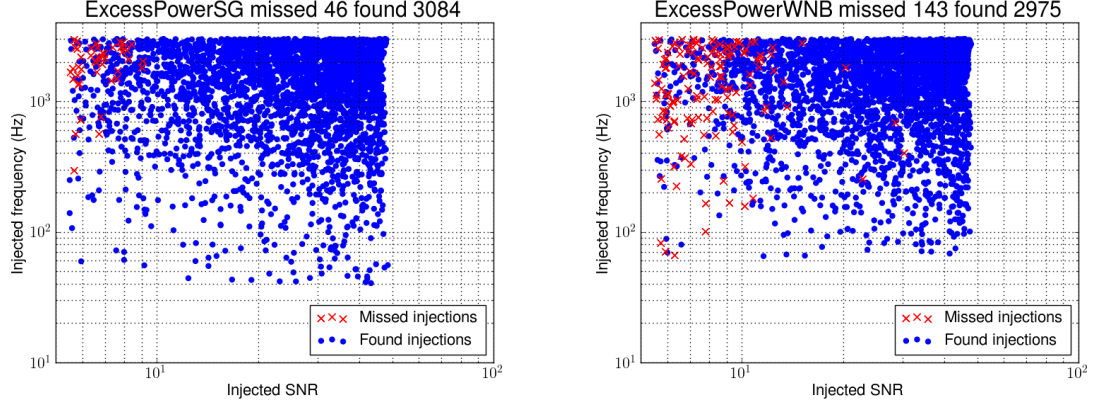 ExcessPowerSG missed 46 found 3084
Injected frequency (Hz)
10³
10²
10¹
Missed injections
Found injections
10¹ 10²
Injected SNR
ExcessPowerWNB missed 143 found 2975
Injected frequency (Hz)
10³
10²
10¹
Missed injections
Found injections
10¹ 10²
Injected SNR